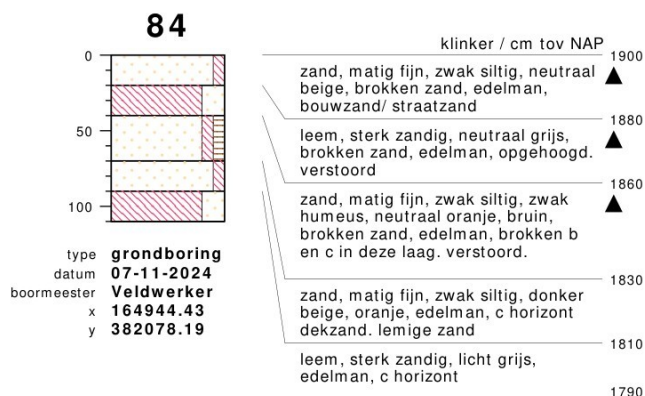 84
klinker / cm tov NAP
0
1900
zand, matig fijn, zwak siltig, neutraal
beige, brokken zand, edelman,
bouwzand/ straatzand
1880
leem, sterk zandig, neutraal grijs,
brokken zand, edelman, opgehoogd.
verstoord
50
1860
zand, matig fijn, zwak siltig, zwak
humeus, neutraal oranje, bruin,
brokken zand, edelman, brokken b
en c in deze laag. verstoord.
100
1830
zand, matig fijn, zwak siltig, donker
beige, oranje, edelman, c horizont
dekzand. lemige zand
1810
leem, sterk zandig, licht grijs,
edelman, c horizont
1790
type grondboring
datum 07-11-2024
boormeester Veldwerker
x 164944.43
y 382078.19